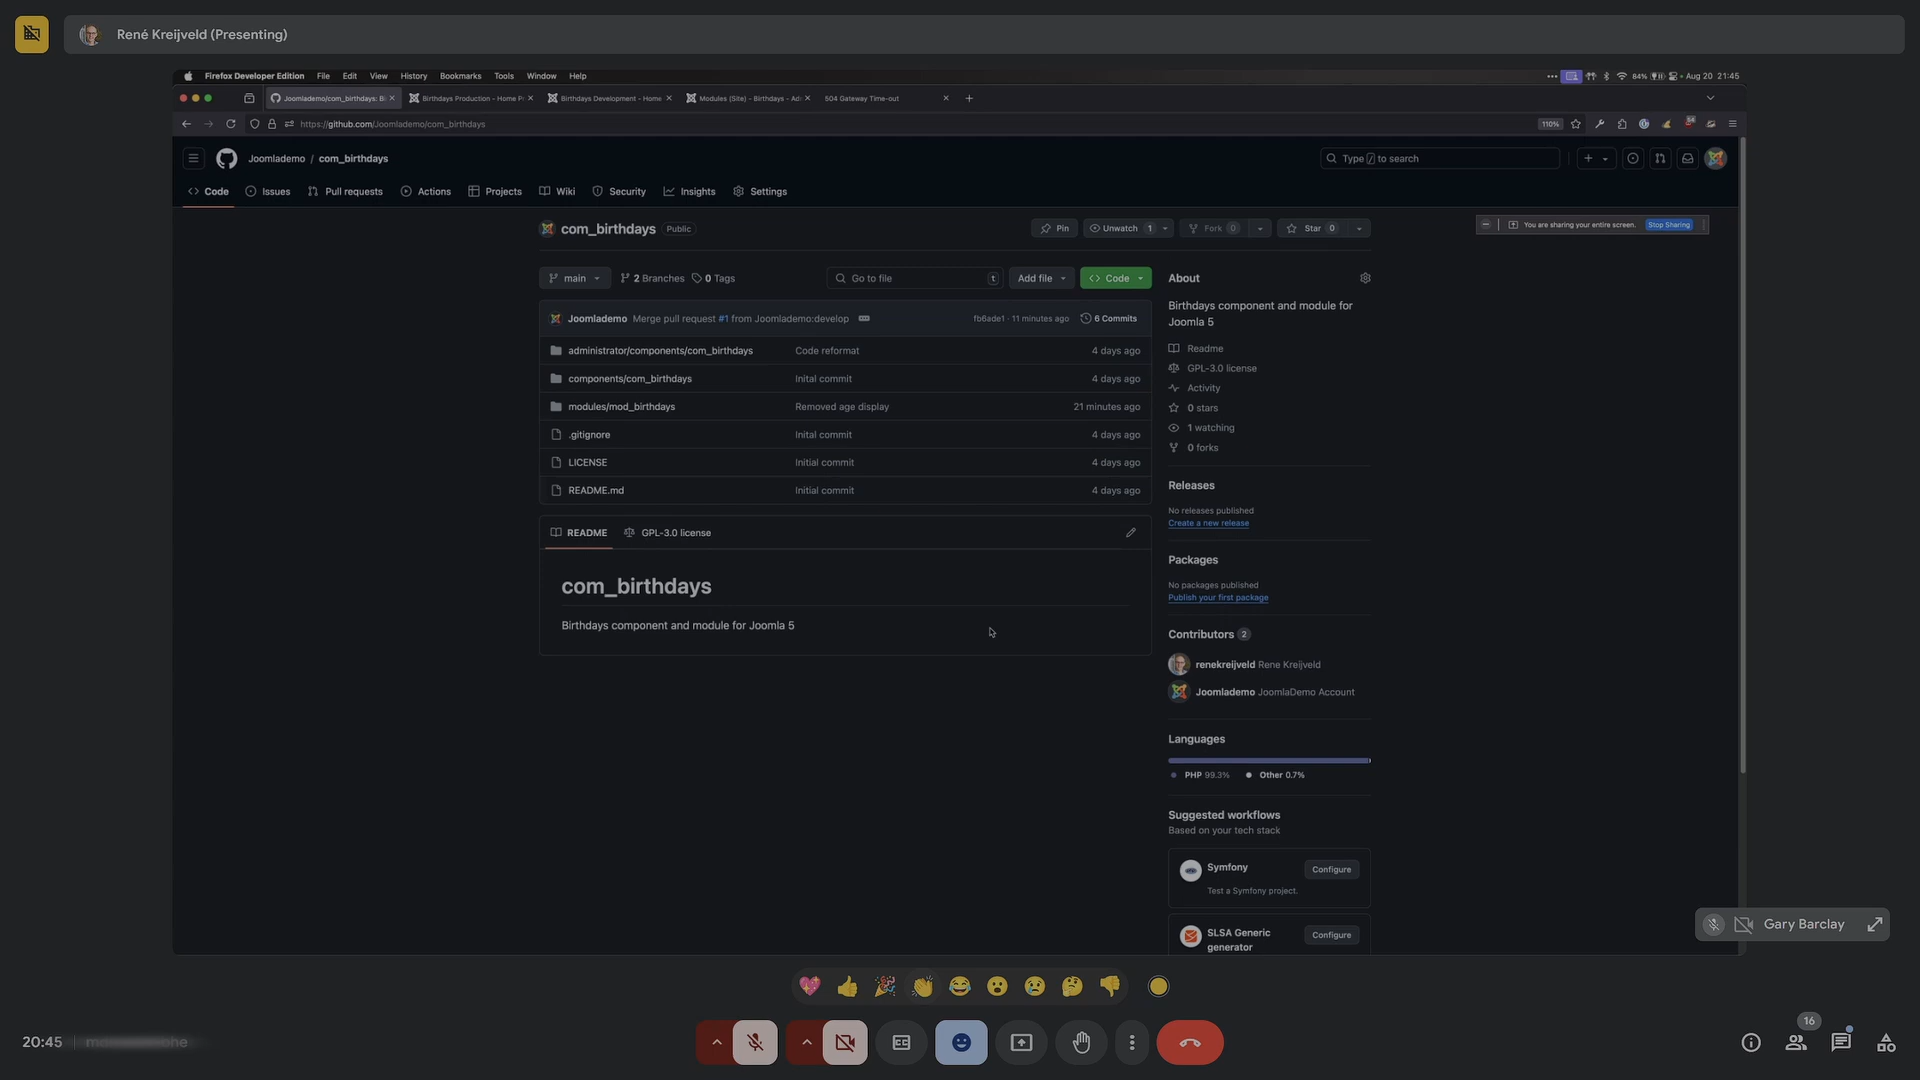 René Kreijveld (Presenting)
Firefox Developer Edition File Edit View History Bookmarks Tools Window Help
84% Aug 20 21:45
Joomlademo/com_birthdays: Bi
Birthdays Production - Home P
Birthdays Development - Home
Modules (Site) - Birthdays - Ad
504 Gateway Time-out
https://github.com/Joomlademo/com_birthdays
110%
54
Joomlademo / com_birthdays
Type / to search
Code Issues Pull requests Actions Projects Wiki Security Insights Settings
com_birthdays Public
Pin Unwatch 1 Fork 0 Star 0
You are sharing your entire screen. Stop Sharing
main 2 Branches 0 Tags
Go to file t
Add file
Code
Joomlademo Merge pull request #1 from Joomlademo:develop
fb6ade1 · 11 minutes ago
6 Commits
administrator/components/com_birthdays Code reformat 4 days ago
components/com_birthdays Inital commit 4 days ago
modules/mod_birthdays Removed age display 21 minutes ago
.gitignore Inital commit 4 days ago
LICENSE Initial commit 4 days ago
README.md Initial commit 4 days ago
README GPL-3.0 license
com_birthdays
Birthdays component and module for Joomla 5
About
Birthdays component and module for
Joomla 5
Readme
GPL-3.0 license
Activity
0 stars
1 watching
0 forks
Releases
No releases published
Create a new release
Packages
No packages published
Publish your first package
Contributors 2
renekreijveld Rene Kreijveld
Joomlademo JoomlaDemo Account
Languages
PHP 99.3% Other 0.7%
Suggested workflows
Based on your tech stack
Symfony
Configure
Test a Symfony project.
SLSA Generic
generator
Configure
Gary Barclay
20:45
16